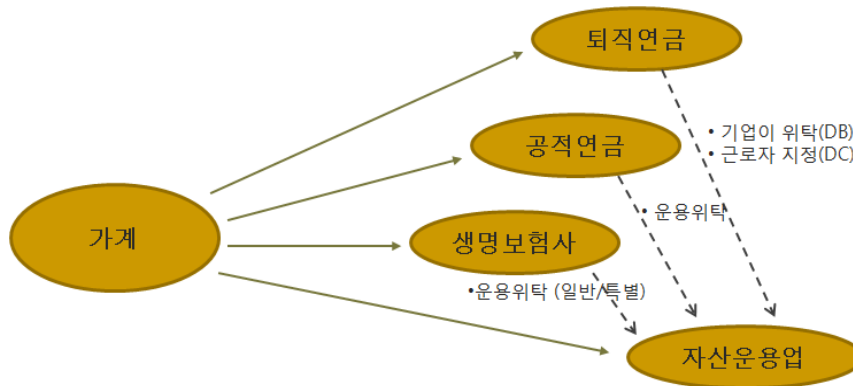 퇴직연금
• 기업이 위탁(DB)
• 근로자 지정(DC)
공적연금
• 운용위탁
가계
생명보험사
•운용위탁 (일반/특별)
자산운용업